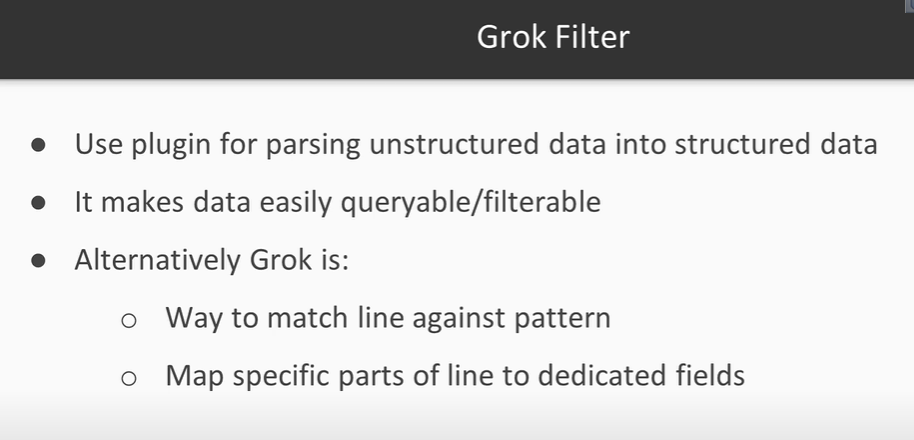 Grok Filter
● Use plugin for parsing unstructured data into structured data
● It makes data easily queryable/filterable
● Alternatively Grok is:
○ Way to match line against pattern
○ Map specific parts of line to dedicated fields